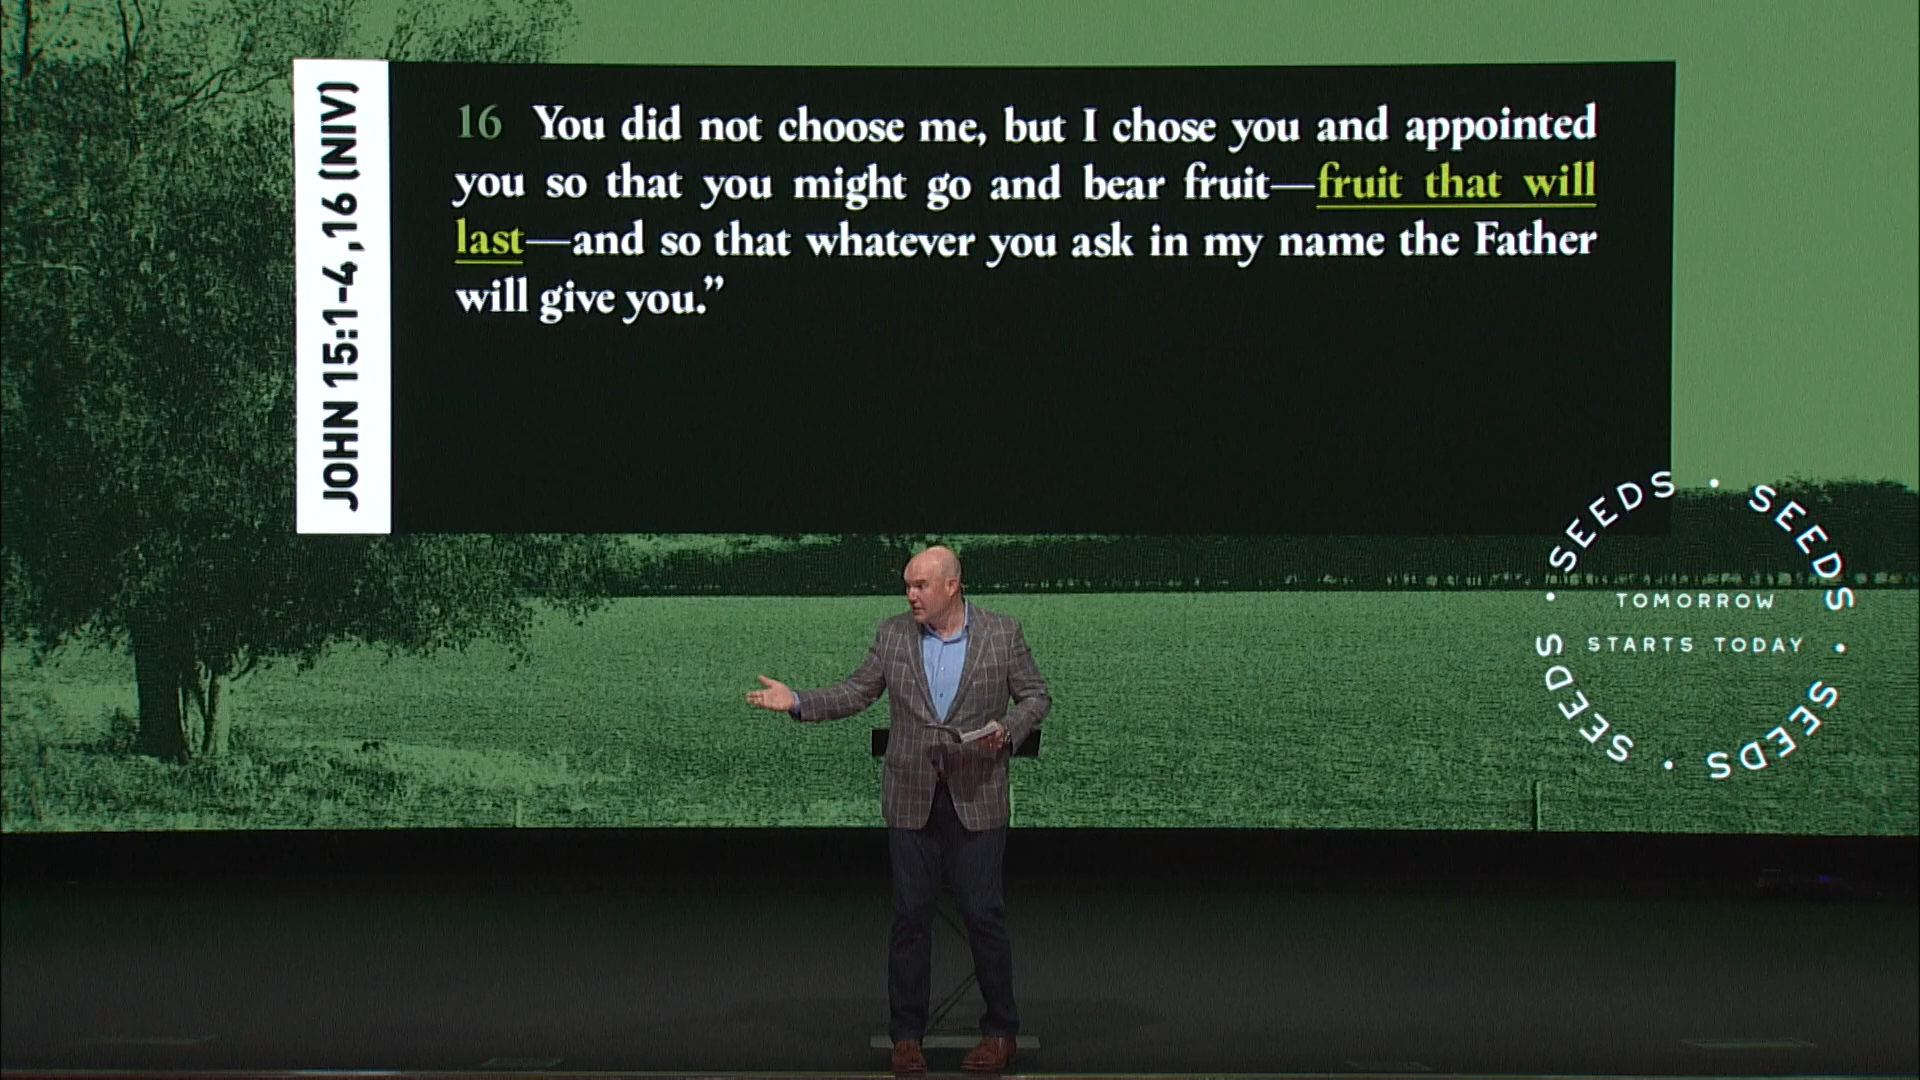 JOHN 15:1-4,16 (NIV)
16 You did not choose me, but I chose you and appointed
you so that you might go and bear fruit—fruit that will
last—and so that whatever you ask in my name the Father
will give you.”
SEEDS · SEEDS · SEEDS · SEEDS ·
TOMORROW
STARTS TODAY